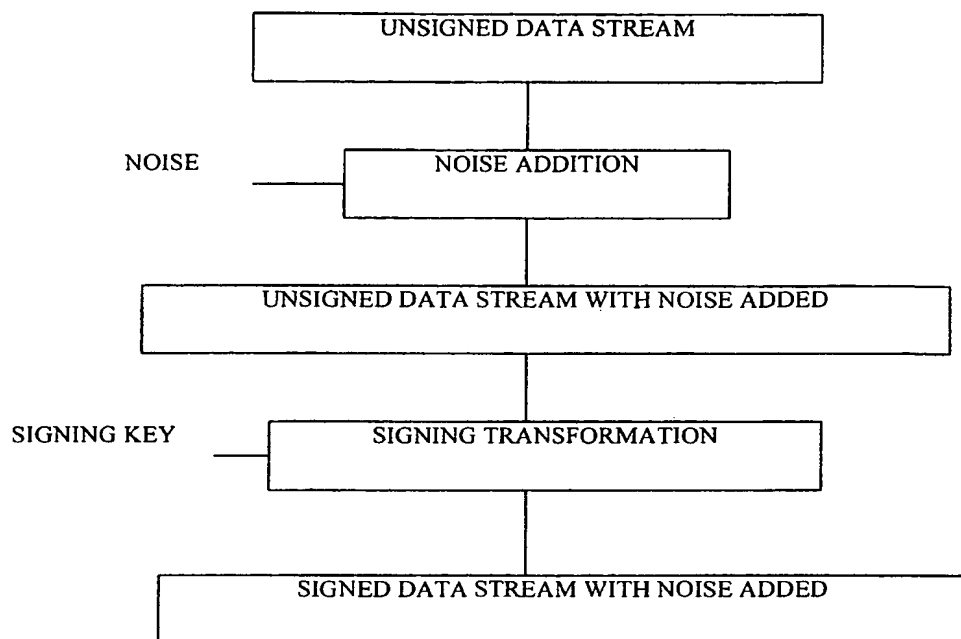 UNSIGNED DATA STREAM
NOISE
NOISE ADDITION
UNSIGNED DATA STREAM WITH NOISE ADDED
SIGNING KEY
SIGNING TRANSFORMATION
SIGNED DATA STREAM WITH NOISE ADDED